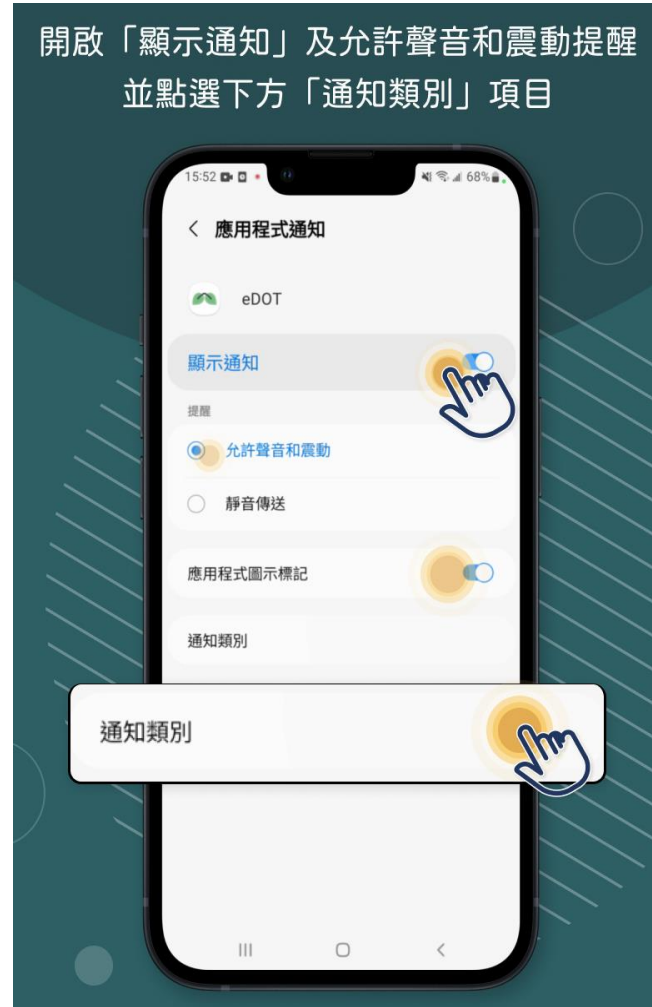 開啟「顯示通知」及允許聲音和震動提醒
並點選下方「通知類別」項目
15:52
68%
應用程式通知
eDOT
顯示通知
提醒
允許聲音和震動
靜音傳送
應用程式圖示標記
通知類別
通知類別